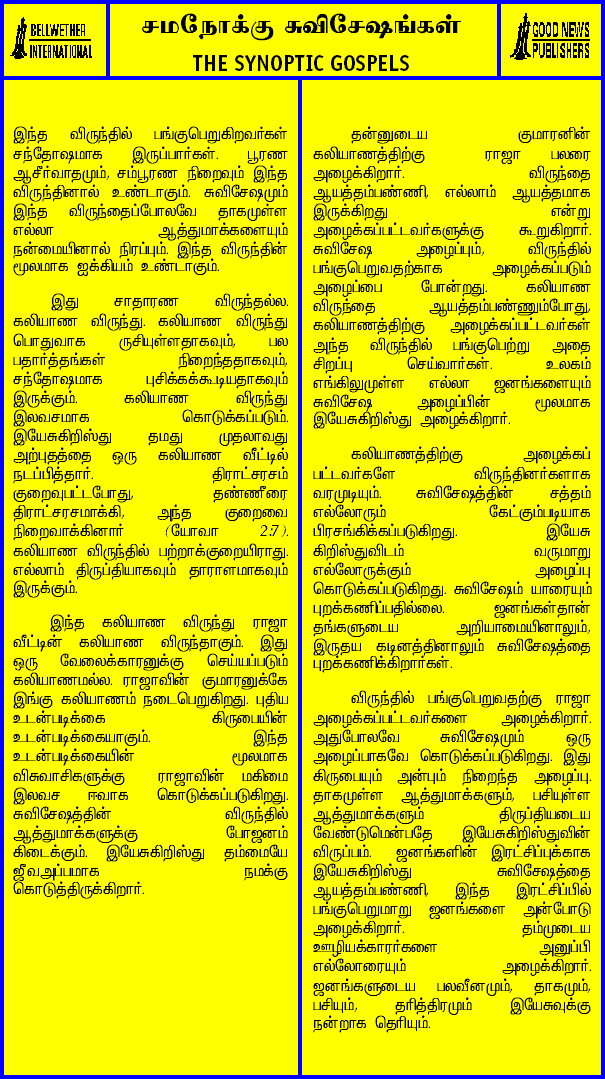 BELLWETHER
INTERNATIONAL
சமநோக்கு சுவிசேஷங்கள்
THE SYNOPTIC GOSPELS
GOOD NEWS
PUBLISHERS
இந்த விருந்தில் பங்குபெறுகிறவர்கள்
சந்தோஷமாக இருப்பார்கள். பூரண
ஆசீர்வாதமும், சம்பூரண நிறைவும் இந்த
விருந்தினால் உண்டாகும். சுவிசேஷமும்
இந்த விருந்தைப்போலவே தாகமுள்ள
எல்லா ஆத்துமாக்களையும்
நன்மையினால் நிரப்பும். இந்த விருந்தின்
மூலமாக ஐக்கியம் உண்டாகும்.
இது சாதாரண விருந்தல்ல.
கலியாண விருந்து. கலியாண விருந்து
பொதுவாக ருசியுள்ளதாகவும், பல
பதார்த்தங்கள் நிறைந்ததாகவும்,
சந்தோஷமாக புசிக்கக்கூடியதாகவும்
இருக்கும். கலியாண விருந்து
இலவசமாக கொடுக்கப்படும்.
இயேசுகிறிஸ்து தமது முதலாவது
அற்புதத்தை ஒரு கலியாண வீட்டில்
நடப்பித்தார். திராட்சரசம்
குறைவுபட்டபோது, தண்ணீரை
திராட்சரசமாக்கி, அந்த குறைவை
நிறைவாக்கினார் (யோவா 2:7).
கலியாண விருந்தில் பற்றாக்குறையிராது.
எல்லாம் திருப்தியாகவும் தாராளமாகவும்
இருக்கும்.
இந்த கலியாண விருந்து ராஜா
வீட்டின் கலியாண விருந்தாகும். இது
ஒரு வேலைக்காரனுக்கு செய்யப்படும்
கலியாணமல்ல. ராஜாவின் குமாரனுக்கே
இங்கு கலியாணம் நடைபெறுகிறது. புதிய
உடன்படிக்கை கிருபையின்
உடன்படிக்கையாகும். இந்த
உடன்படிக்கையின் மூலமாக
விசுவாசிகளுக்கு ராஜாவின் மகிமை
இலவச ஈவாக கொடுக்கப்படுகிறது.
சுவிசேஷத்தின் விருந்தில்
ஆத்துமாக்களுக்கு போஜனம்
கிடைக்கும். இயேசுகிறிஸ்து தம்மையே
ஜீவஅப்பமாக நமக்கு
கொடுத்திருக்கிறார்.
தன்னுடைய குமாரனின்
கலியாணத்திற்கு ராஜா பலரை
அழைக்கிறார். விருந்தை
ஆயத்தம்பண்ணி, எல்லாம் ஆயத்தமாக
இருக்கிறது என்று
அழைக்கப்பட்டவர்களுக்கு கூறுகிறார்.
சுவிசேஷ அழைப்பும், விருந்தில்
பங்குபெறுவதற்காக அழைக்கப்படும்
அழைப்பை போன்றது. கலியாண
விருந்தை ஆயத்தம்பண்ணும்போது,
கலியாணத்திற்கு அழைக்கப்பட்டவர்கள்
அந்த விருந்தில் பங்குபெற்று அதை
சிறப்பு செய்வார்கள். உலகம்
எங்கிலுமுள்ள எல்லா ஜனங்களையும்
சுவிசேஷ அழைப்பின் மூலமாக
இயேசுகிறிஸ்து அழைக்கிறார்.
கலியாணத்திற்கு அழைக்கப்
பட்டவர்களே விருந்தினர்களாக
வரமுடியும். சுவிசேஷத்தின் சத்தம்
எல்லோரும் கேட்கும்படியாக
பிரசங்கிக்கப்படுகிறது. இயேசு
கிறிஸ்துவிடம் வருமாறு
எல்லோருக்கும் அழைப்பு
கொடுக்கப்படுகிறது. சுவிசேஷம் யாரையும்
புறக்கணிப்பதில்லை. ஜனங்கள்தான்
தங்களுடைய அறியாமையினாலும்,
இருதய கடினத்தினாலும் சுவிசேஷத்தை
புறக்கணிக்கிறார்கள்.
விருந்தில் பங்குபெறுவதற்கு ராஜா
அழைக்கப்பட்டவர்களை அழைக்கிறார்.
அதுபோலவே சுவிசேஷமும் ஒரு
அழைப்பாகவே கொடுக்கப்படுகிறது. இது
கிருபையும் அன்பும் நிறைந்த அழைப்பு.
தாகமுள்ள ஆத்துமாக்களும், பசியுள்ள
ஆத்துமாக்களும் திருப்தியடைய
வேண்டுமென்பதே இயேசுகிறிஸ்துவின்
விருப்பம். ஜனங்களின் இரட்சிப்புக்காக
இயேசுகிறிஸ்து சுவிசேஷத்தை
ஆயத்தம்பண்ணி, இந்த இரட்சிப்பில்
பங்குபெறுமாறு ஜனங்களை அன்போடு
அழைக்கிறார். தம்முடைய
ஊழியக்காரர்களை அனுப்பி
எல்லோரையும் அழைக்கிறார்.
ஜனங்களுடைய பலவீனமும், தாகமும்,
பசியும், தரித்திரமும் இயேசுவுக்கு
நன்றாக தெரியும்.